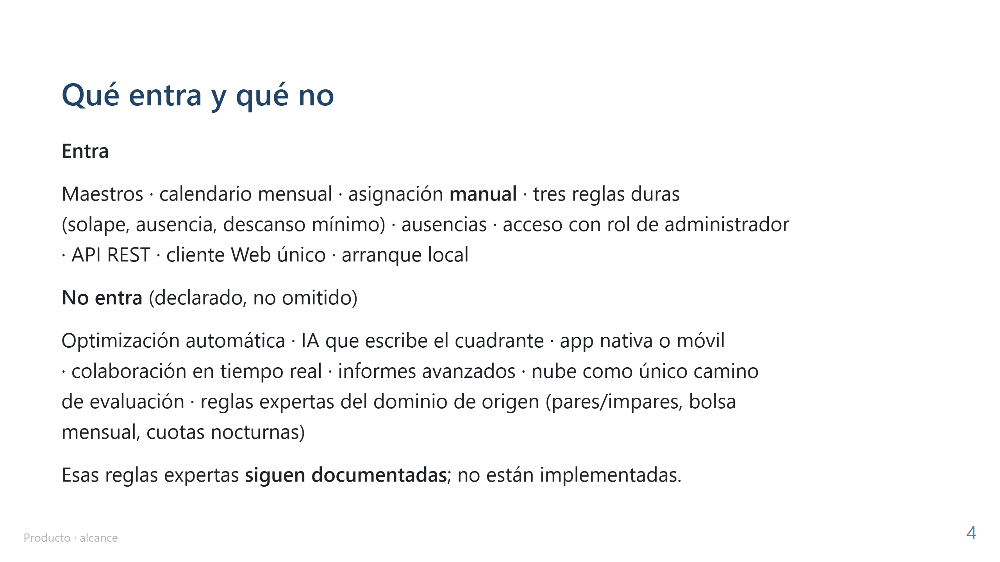 Qué entra y qué no
Entra
Maestros · calendario mensual · asignación manual · tres reglas duras
(solape, ausencia, descanso mínimo) · ausencias · acceso con rol de administrador
· API REST · cliente Web único · arranque local
No entra (declarado, no omitido)
Optimización automática · IA que escribe el cuadrante · app nativa o móvil
· colaboración en tiempo real · informes avanzados · nube como único camino
de evaluación · reglas expertas del dominio de origen (pares/impares, bolsa
mensual, cuotas nocturnas)
Esas reglas expertas siguen documentadas; no están implementadas.
Producto · alcance
4